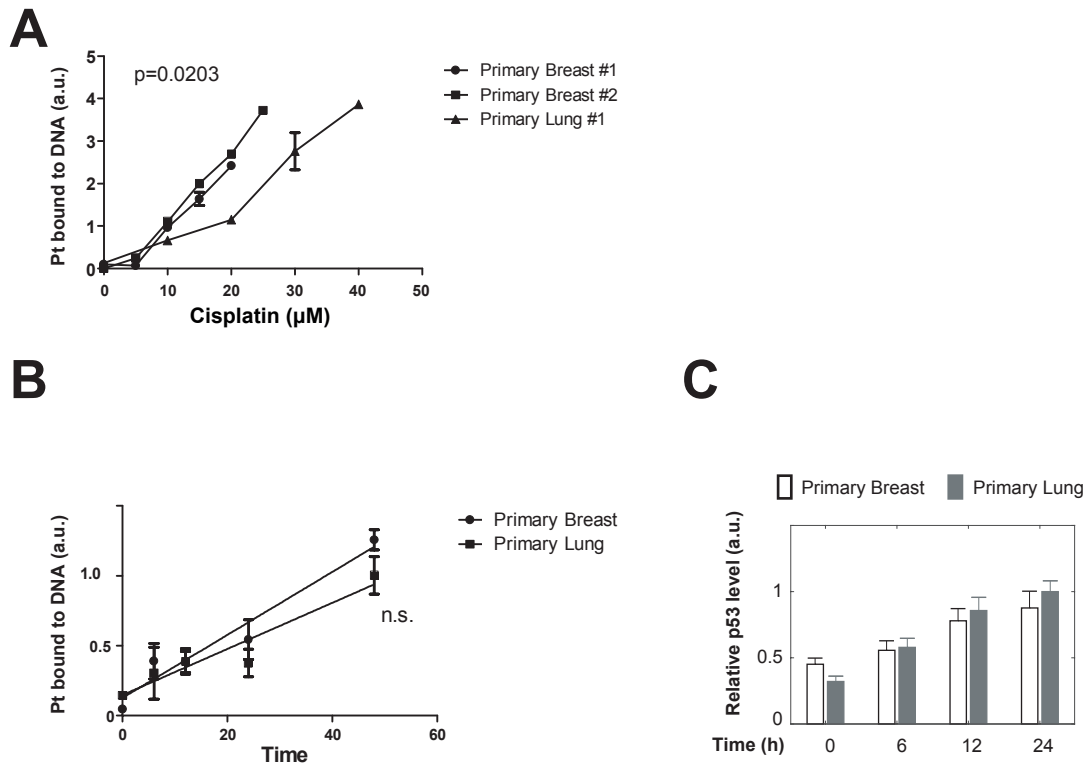 A
5
4
3
2
1
0
Pt bound to DNA (a.u.)
p=0.0203
0 10 20 30 40 50
Cisplatin (µM)
Primary Breast #1
Primary Breast #2
Primary Lung #1
B
1.0
0.5
0
Pt bound to DNA (a.u.)
n.s.
0 20 40 60
Time
Primary Breast
Primary Lung
C
Primary Breast Primary Lung
Relative p53 level (a.u.)
1
0.5
0
Time (h) 0 6 12 24